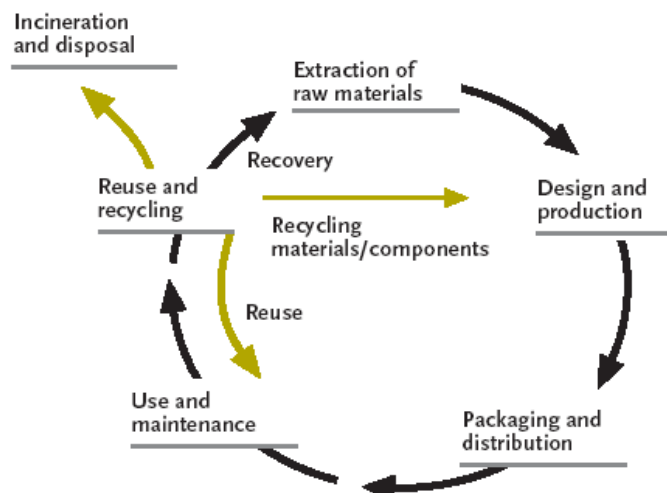 Incineration
and disposal
Extraction of
raw materials
Recovery
Reuse and
recycling
Design and
production
Recycling
materials/components
Reuse
Use and
maintenance
Packaging and
distribution